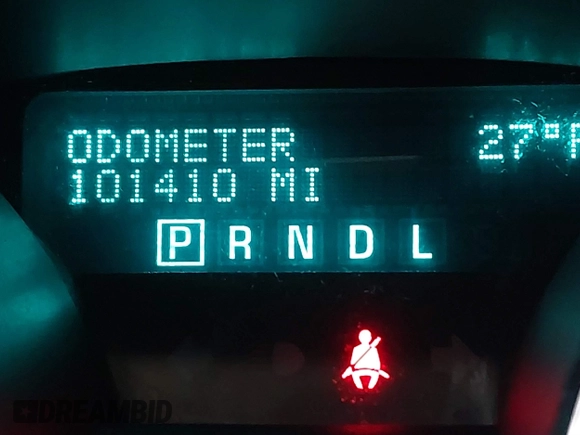 ODOMETER 27°F
101410 MI
P R N D L
DREAMBID